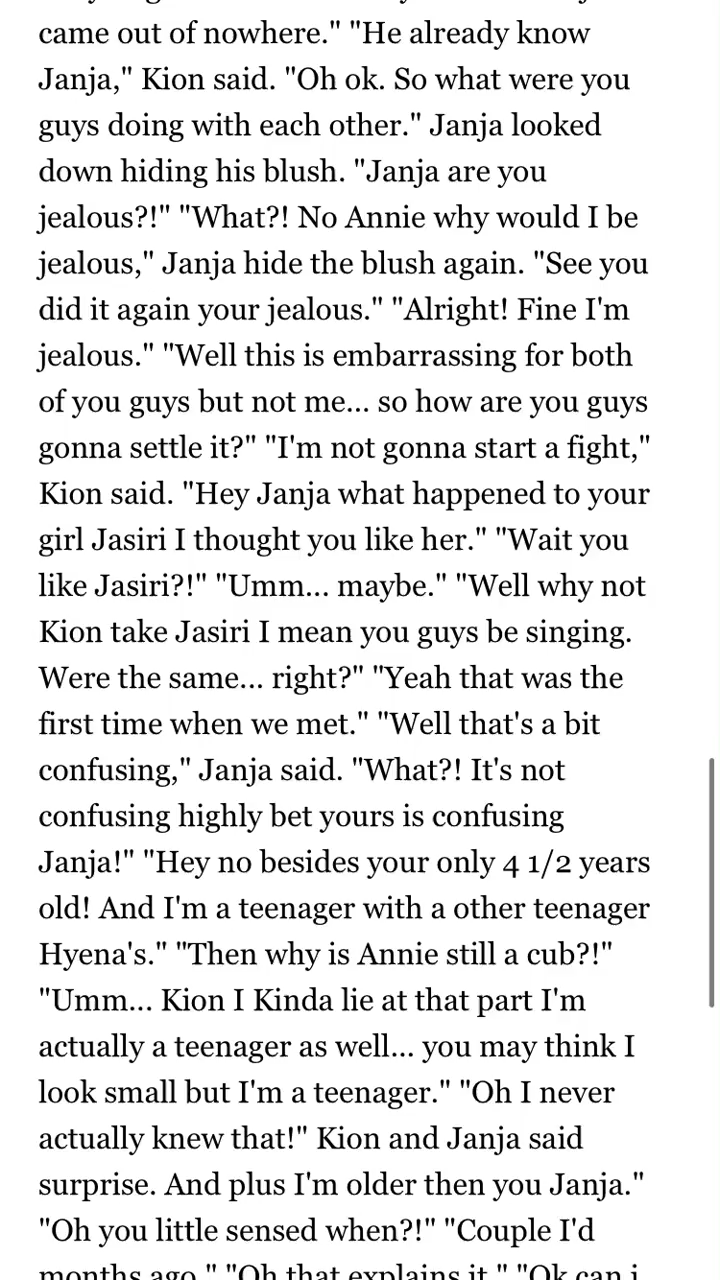 came out of nowhere." "He already know
Janja," Kion said. "Oh ok. So what were you
guys doing with each other." Janja looked
down hiding his blush. "Janja are you
jealous?!" "What?! No Annie why would I be
jealous," Janja hide the blush again. "See you
did it again your jealous." "Alright! Fine I'm
jealous." "Well this is embarrassing for both
of you guys but not me... so how are you guys
gonna settle it?" "I'm not gonna start a fight,"
Kion said. "Hey Janja what happened to your
girl Jasiri I thought you like her." "Wait you
like Jasiri?!" "Umm... maybe." "Well why not
Kion take Jasiri I mean you guys be singing.
Were the same... right?" "Yeah that was the
first time when we met." "Well that's a bit
confusing," Janja said. "What?! It's not
confusing highly bet yours is confusing
Janja!" "Hey no besides your only 4 1/2 years
old! And I'm a teenager with a other teenager
Hyena's." "Then why is Annie still a cub?!"
"Umm... Kion I Kinda lie at that part I'm
actually a teenager as well... you may think I
look small but I'm a teenager." "Oh I never
actually knew that!" Kion and Janja said
surprise. And plus I'm older then you Janja."
"Oh you little sensed when?!" "Couple I'd
months ago." "Oh that explains it." "Ok can i